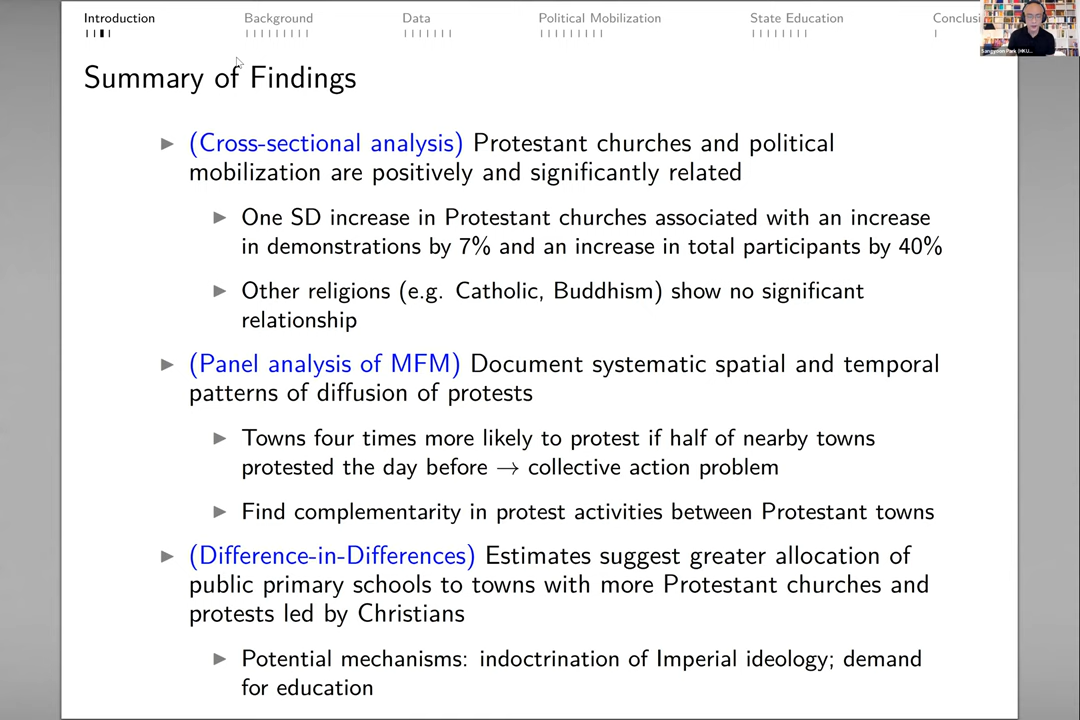 Introduction
Background
Data
Political Mobilization
State Education
Conclusi
Sangyoon Park (HKU...
Summary of Findings
(Cross-sectional analysis) Protestant churches and political
mobilization are positively and significantly related
One SD increase in Protestant churches associated with an increase
in demonstrations by 7% and an increase in total participants by 40%
Other religions (e.g. Catholic, Buddhism) show no significant
relationship
(Panel analysis of MFM) Document systematic spatial and temporal
patterns of diffusion of protests
Towns four times more likely to protest if half of nearby towns
protested the day before → collective action problem
Find complementarity in protest activities between Protestant towns
(Difference-in-Differences) Estimates suggest greater allocation of
public primary schools to towns with more Protestant churches and
protests led by Christians
Potential mechanisms: indoctrination of Imperial ideology; demand
for education